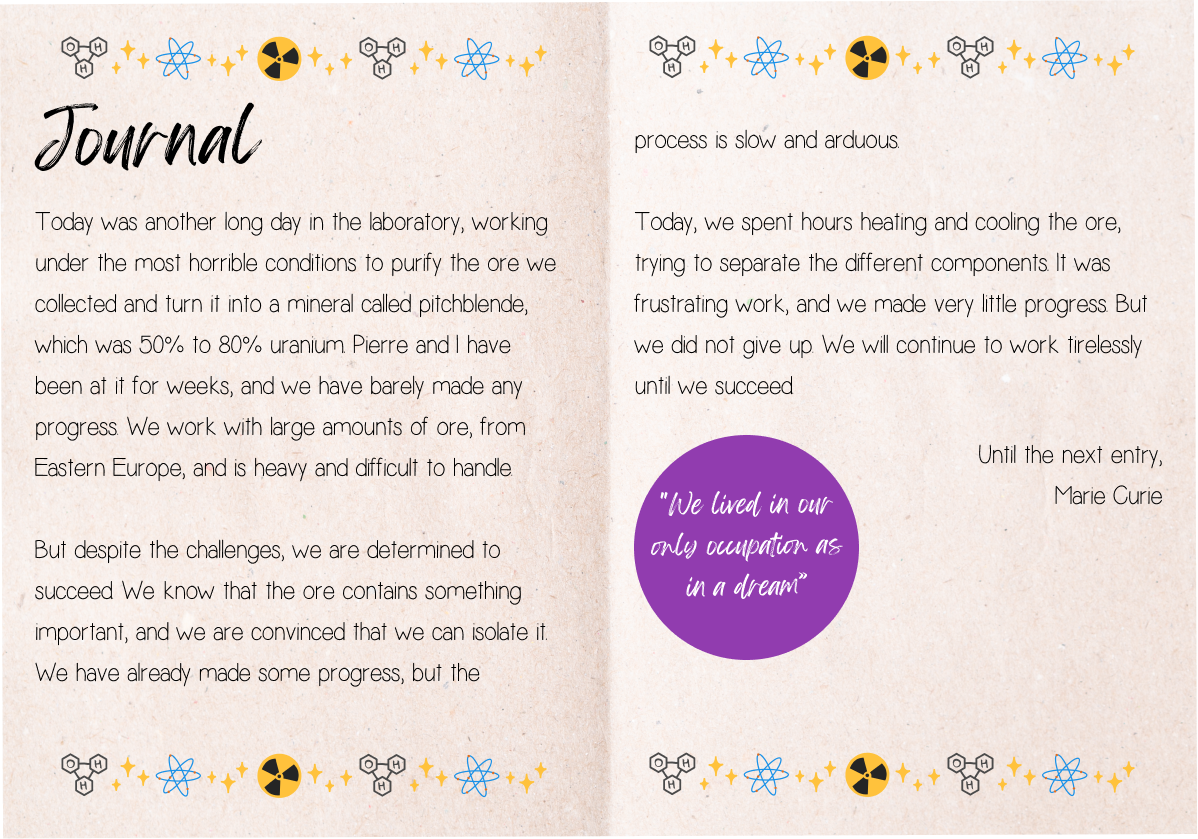 Journal
Today was another long day in the laboratory, working
under the most horrible conditions to purify the ore we
collected and turn it into a mineral called pitchblende,
which was 50% to 80% uranium. Pierre and I have
been at it for weeks, and we have barely made any
progress. We work with large amounts of ore, from
Eastern Europe, and is heavy and difficult to handle.
But despite the challenges, we are determined to
succeed. We know that the ore contains something
important, and we are convinced that we can isolate it.
We have already made some progress, but the
process is slow and arduous.
Today, we spent hours heating and cooling the ore,
trying to separate the different components. It was
frustrating work, and we made very little progress. But
we did not give up. We will continue to work tirelessly
until we succeed.
Until the next entry,
Marie Curie
"We lived in our
only occupation as
in a dream"
O H
H
O H
H
O H
H
O H
H
O H
H
O H
H
O H
H
O H
H